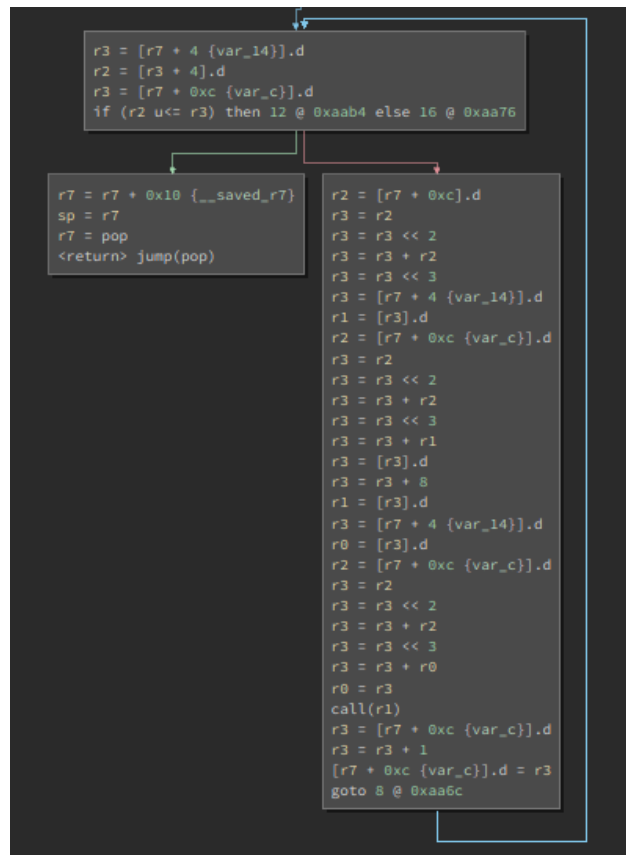 r3 = [r7 + 4 {var_14}].d
r2 = [r3 + 4].d
r3 = [r7 + 0xc {var_c}].d
if (r2 u<= r3) then 12 @ 0xaab4 else 16 @ 0xaa76
r7 = r7 + 0x10 {__saved_r7}
sp = r7
r7 = pop
<return> jump(pop)
r2 = [r7 + 0xc].d
r3 = r2
r3 = r3 << 2
r3 = r3 + r2
r3 = r3 << 3
r3 = [r7 + 4 {var_14}].d
r1 = [r3].d
r2 = [r7 + 0xc {var_c}].d
r3 = r2
r3 = r3 << 2
r3 = r3 + r2
r3 = r3 << 3
r3 = r3 + r1
r3 = [r3].d
r3 = r3 + 8
r1 = [r3].d
r3 = [r7 + 4 {var_14}].d
r0 = [r3].d
r2 = [r7 + 0xc {var_c}].d
r3 = r2
r3 = r3 << 2
r3 = r3 + r2
r3 = r3 << 3
r3 = r3 + r0
r0 = r3
call(r1)
r3 = [r7 + 0xc {var_c}].d
r3 = r3 + 1
[r7 + 0xc {var_c}].d = r3
goto 8 @ 0xaa6c